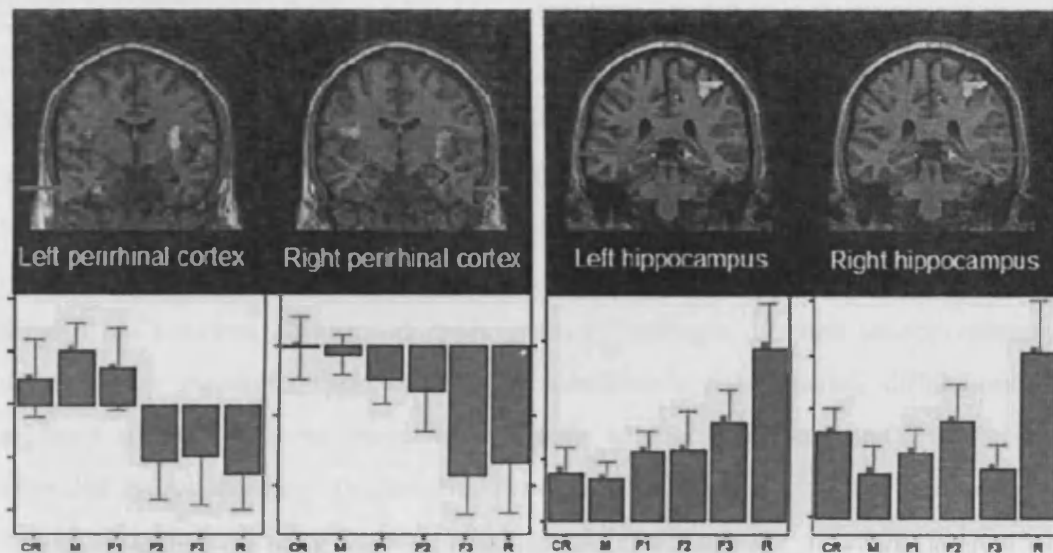 Left perirhinal cortex
Right perirhinal cortex
Left hippocampus
Right hippocampus
CR M F1 F2 F3 R
CR M F1 F2 F3 R
CR M F1 F2 F3 R
CR M F1 F2 F3 R